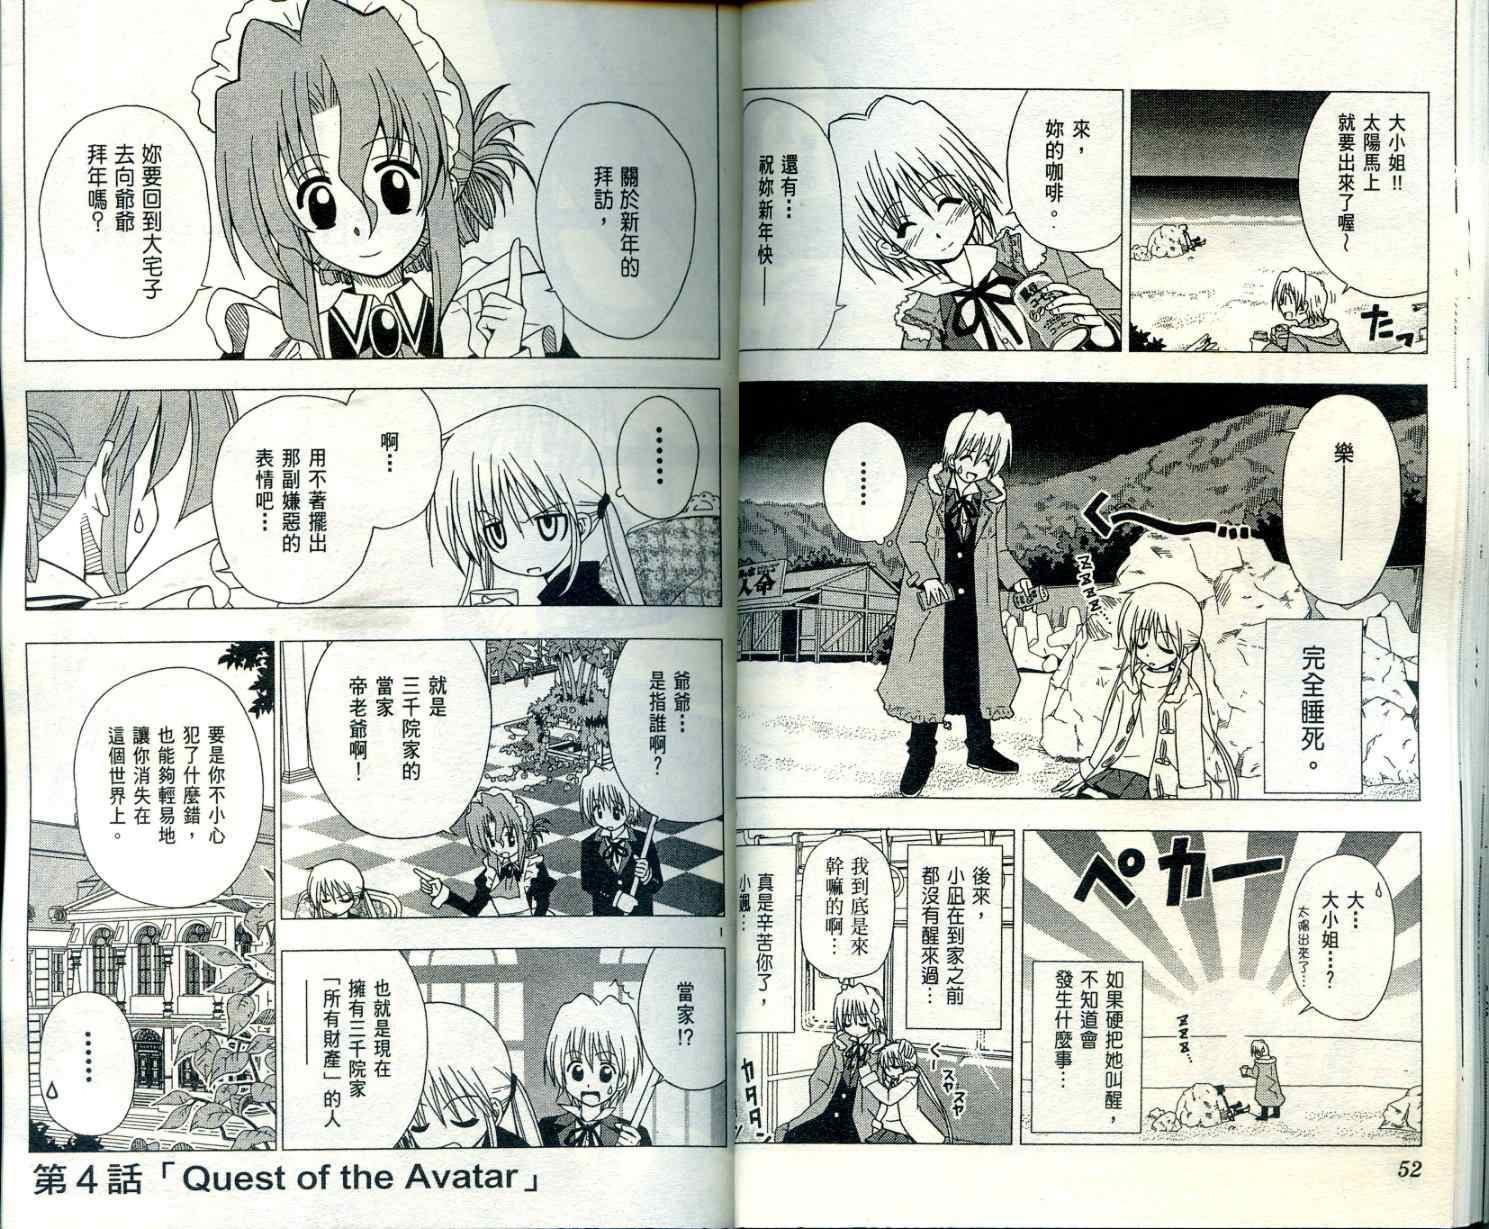 大小姐!!
太陽馬上
就要出來了喔~
たっ
來，
妳的咖啡。
還有…
祝妳新年快——
樂——
……
zzzz…
完全睡死。
ペカー
大…
大小姐…?
太陽出來了…
zzz…
如果硬把她叫醒，
不知道會
發生什麼事…
後來，
小凪在到家之前
都沒有醒來過…
我到底是來
幹嘛的啊…
真是辛苦你了，
小颯…
スヤ
スヤ
カタタン
52
關於新年的
拜訪，
妳要回到大宅子
去向爺爺
拜年嗎？
……
啊…
用不著擺出
那副嫌惡的
表情吧…
爺爺…
是指誰啊？
就是
三千院家的
當家
帝老爺啊！
當家!?
也就是現在
擁有三千院家
「所有財產」的人
——
要是你不小心
犯了什麼錯，
也能夠輕易地
讓你消失在
這個世界上。
……
第４話「Quest of the Avatar」